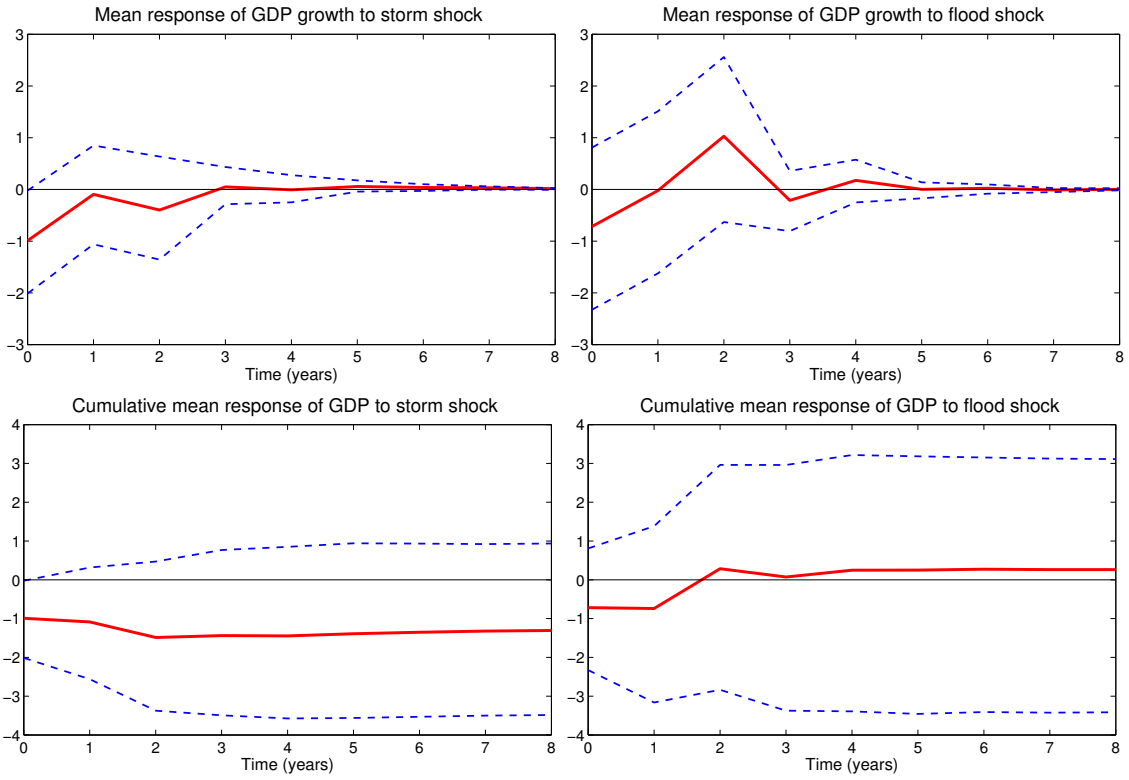 Mean response of GDP growth to storm shock
3
2
1
0
−1
−2
−3
0 1 2 3 4 5 6 7 8
Time (years)
Mean response of GDP growth to flood shock
3
2
1
0
−1
−2
−3
0 1 2 3 4 5 6 7 8
Time (years)
Cumulative mean response of GDP to storm shock
4
3
2
1
0
−1
−2
−3
−4
0 1 2 3 4 5 6 7 8
Time (years)
Cumulative mean response of GDP to flood shock
4
3
2
1
0
−1
−2
−3
−4
0 1 2 3 4 5 6 7 8
Time (years)